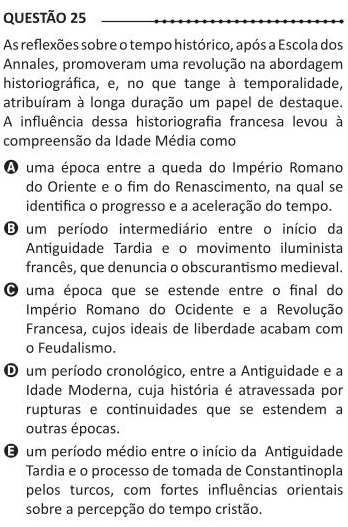 QUESTÃO 25
As reflexões sobre o tempo histórico, após a Escola dos
Annales, promoveram uma revolução na abordagem
historiográfica, e, no que tange à temporalidade,
atribuíram à longa duração um papel de destaque.
A influência dessa historiografia francesa levou à
compreensão da Idade Média como
A uma época entre a queda do Império Romano
do Oriente e o fim do Renascimento, na qual se
identifica o progresso e a aceleração do tempo.
B um período intermediário entre o início da
Antiguidade Tardia e o movimento iluminista
francês, que denuncia o obscurantismo medieval.
C uma época que se estende entre o final do
Império Romano do Ocidente e a Revolução
Francesa, cujos ideais de liberdade acabam com
o Feudalismo.
D um período cronológico, entre a Antiguidade e a
Idade Moderna, cuja história é atravessada por
rupturas e continuidades que se estendem a
outras épocas.
E um período médio entre o início da Antiguidade
Tardia e o processo de tomada de Constantinopla
pelos turcos, com fortes influências orientais
sobre a percepção do tempo cristão.